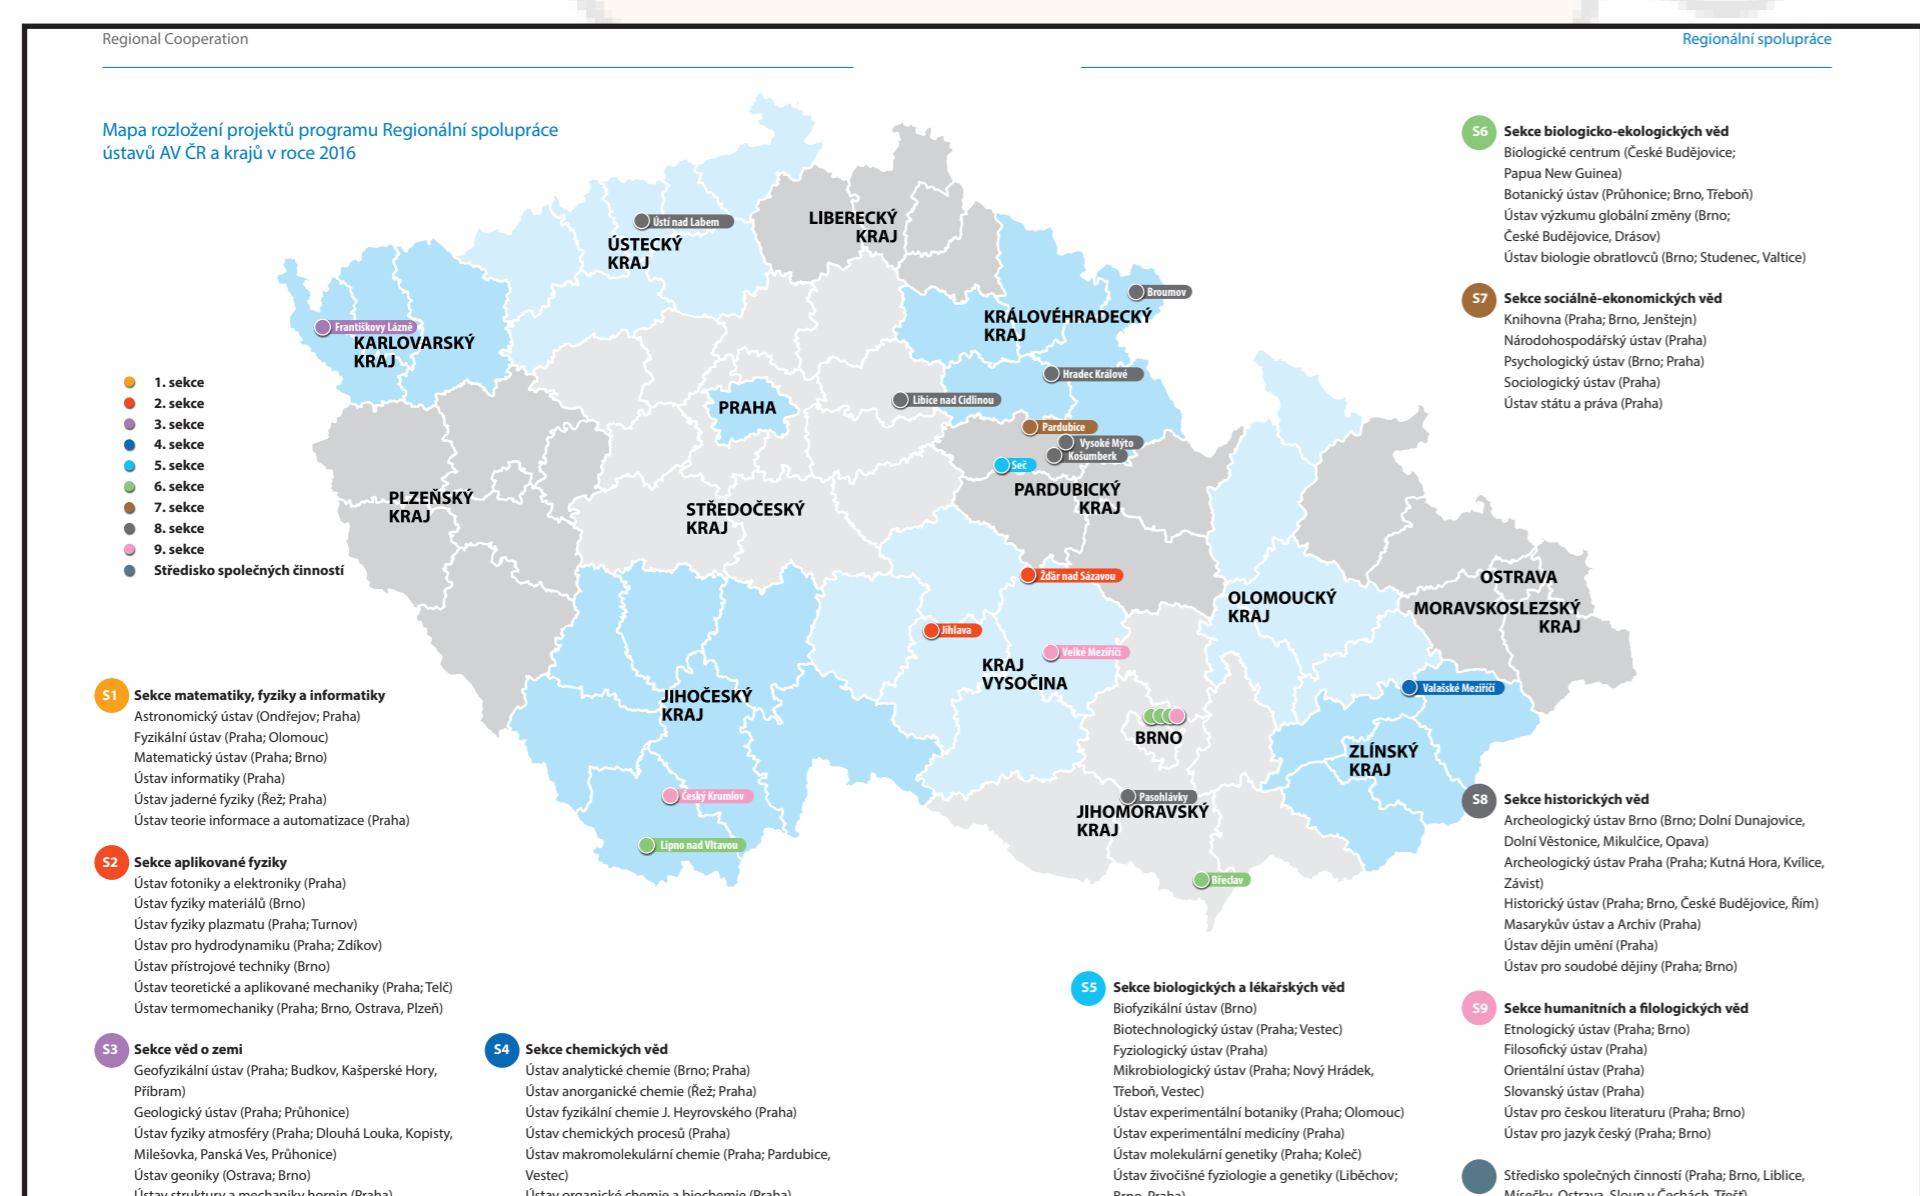 Regional Cooperation
Regionální spolupráce
Mapa rozložení projektů programu Regionální spolupráce
ústavů AV ČR a krajů v roce 2016
Ústí nad Labem
ÚSTECKÝ
KRAJ
LIBERECKÝ
KRAJ
Broumov
KRÁLOVÉHRADECKÝ
KRAJ
Františkovy Lázně
KARLOVARSKÝ
KRAJ
Hradec Králové
Libice nad Cidlinou
PRAHA
Pardubice
Vysoké Mýto
Košumberk
Seč
PARDUBICKÝ
KRAJ
PLZEŇSKÝ
KRAJ
STŘEDOČESKÝ
KRAJ
Žďár nad Sázavou
OSTRAVA
MORAVSKOSLEZSKÝ
KRAJ
OLOMOUCKÝ
KRAJ
Jihlava
Velké Meziříčí
KRAJ
VYSOČINA
Valašské Meziříčí
JIHOČESKÝ
KRAJ
BRNO
ZLÍNSKÝ
KRAJ
Český Krumlov
Pasohlávky
JIHOMORAVSKÝ
KRAJ
Lipno nad Vltavou
Břeclav
1. sekce
2. sekce
3. sekce
4. sekce
5. sekce
6. sekce
7. sekce
8. sekce
9. sekce
Středisko společných činností
S1 Sekce matematiky, fyziky a informatiky
Astronomický ústav (Ondřejov; Praha)
Fyzikální ústav (Praha; Olomouc)
Matematický ústav (Praha; Brno)
Ústav informatiky (Praha)
Ústav jaderné fyziky (Řež; Praha)
Ústav teorie informace a automatizace (Praha)
S2 Sekce aplikované fyziky
Ústav fotoniky a elektroniky (Praha)
Ústav fyziky materiálů (Brno)
Ústav fyziky plazmatu (Praha; Turnov)
Ústav pro hydrodynamiku (Praha; Zdíkov)
Ústav přístrojové techniky (Brno)
Ústav teoretické a aplikované mechaniky (Praha; Telč)
Ústav termomechaniky (Praha; Brno, Ostrava, Plzeň)
S3 Sekce věd o zemi
Geofyzikální ústav (Praha; Budkov, Kašperské Hory,
Příbram)
Geologický ústav (Praha; Průhonice)
Ústav fyziky atmosféry (Praha; Dlouhá Louka, Kopisty,
Milešovka, Panská Ves, Průhonice)
Ústav geoniky (Ostrava; Brno)
Ústav struktury a mechaniky hornin (Praha)
S4 Sekce chemických věd
Ústav analytické chemie (Brno; Praha)
Ústav anorganické chemie (Řež; Praha)
Ústav fyzikální chemie J. Heyrovského (Praha)
Ústav chemických procesů (Praha)
Ústav makromolekulární chemie (Praha; Pardubice,
Vestec)
Ústav organické chemie a biochemie (Praha)
S5 Sekce biologických a lékařských věd
Biofyzikální ústav (Brno)
Biotechnologický ústav (Praha; Vestec)
Fyziologický ústav (Praha)
Mikrobiologický ústav (Praha; Nový Hrádek,
Třeboň, Vestec)
Ústav experimentální botaniky (Praha; Olomouc)
Ústav experimentální medicíny (Praha)
Ústav molekulární genetiky (Praha; Koleč)
Ústav živočišné fyziologie a genetiky (Liběchov;
Brno, Praha)
S6 Sekce biologicko-ekologických věd
Biologické centrum (České Budějovice;
Papua New Guinea)
Botanický ústav (Průhonice; Brno, Třeboň)
Ústav výzkumu globální změny (Brno;
České Budějovice, Drásov)
Ústav biologie obratlovců (Brno; Studenec, Valtice)
S7 Sekce sociálně-ekonomických věd
Knihovna (Praha; Brno, Jenštejn)
Národohospodářský ústav (Praha)
Psychologický ústav (Brno; Praha)
Sociologický ústav (Praha)
Ústav státu a práva (Praha)
S8 Sekce historických věd
Archeologický ústav Brno (Brno; Dolní Dunajovice,
Dolní Věstonice, Mikulčice, Opava)
Archeologický ústav Praha (Praha; Kutná Hora, Kvílice,
Závist)
Historický ústav (Praha; Brno, České Budějovice, Řím)
Masarykův ústav a Archiv (Praha)
Ústav dějin umění (Praha)
Ústav pro soudobé dějiny (Praha; Brno)
S9 Sekce humanitních a filologických věd
Etnologický ústav (Praha; Brno)
Filosofický ústav (Praha)
Orientální ústav (Praha)
Slovanský ústav (Praha)
Ústav pro českou literaturu (Praha; Brno)
Ústav pro jazyk český (Praha; Brno)
Středisko společných činností (Praha; Brno, Liblice,
Mísečky, Ostrava, Sloup v Čechách, Třešť)